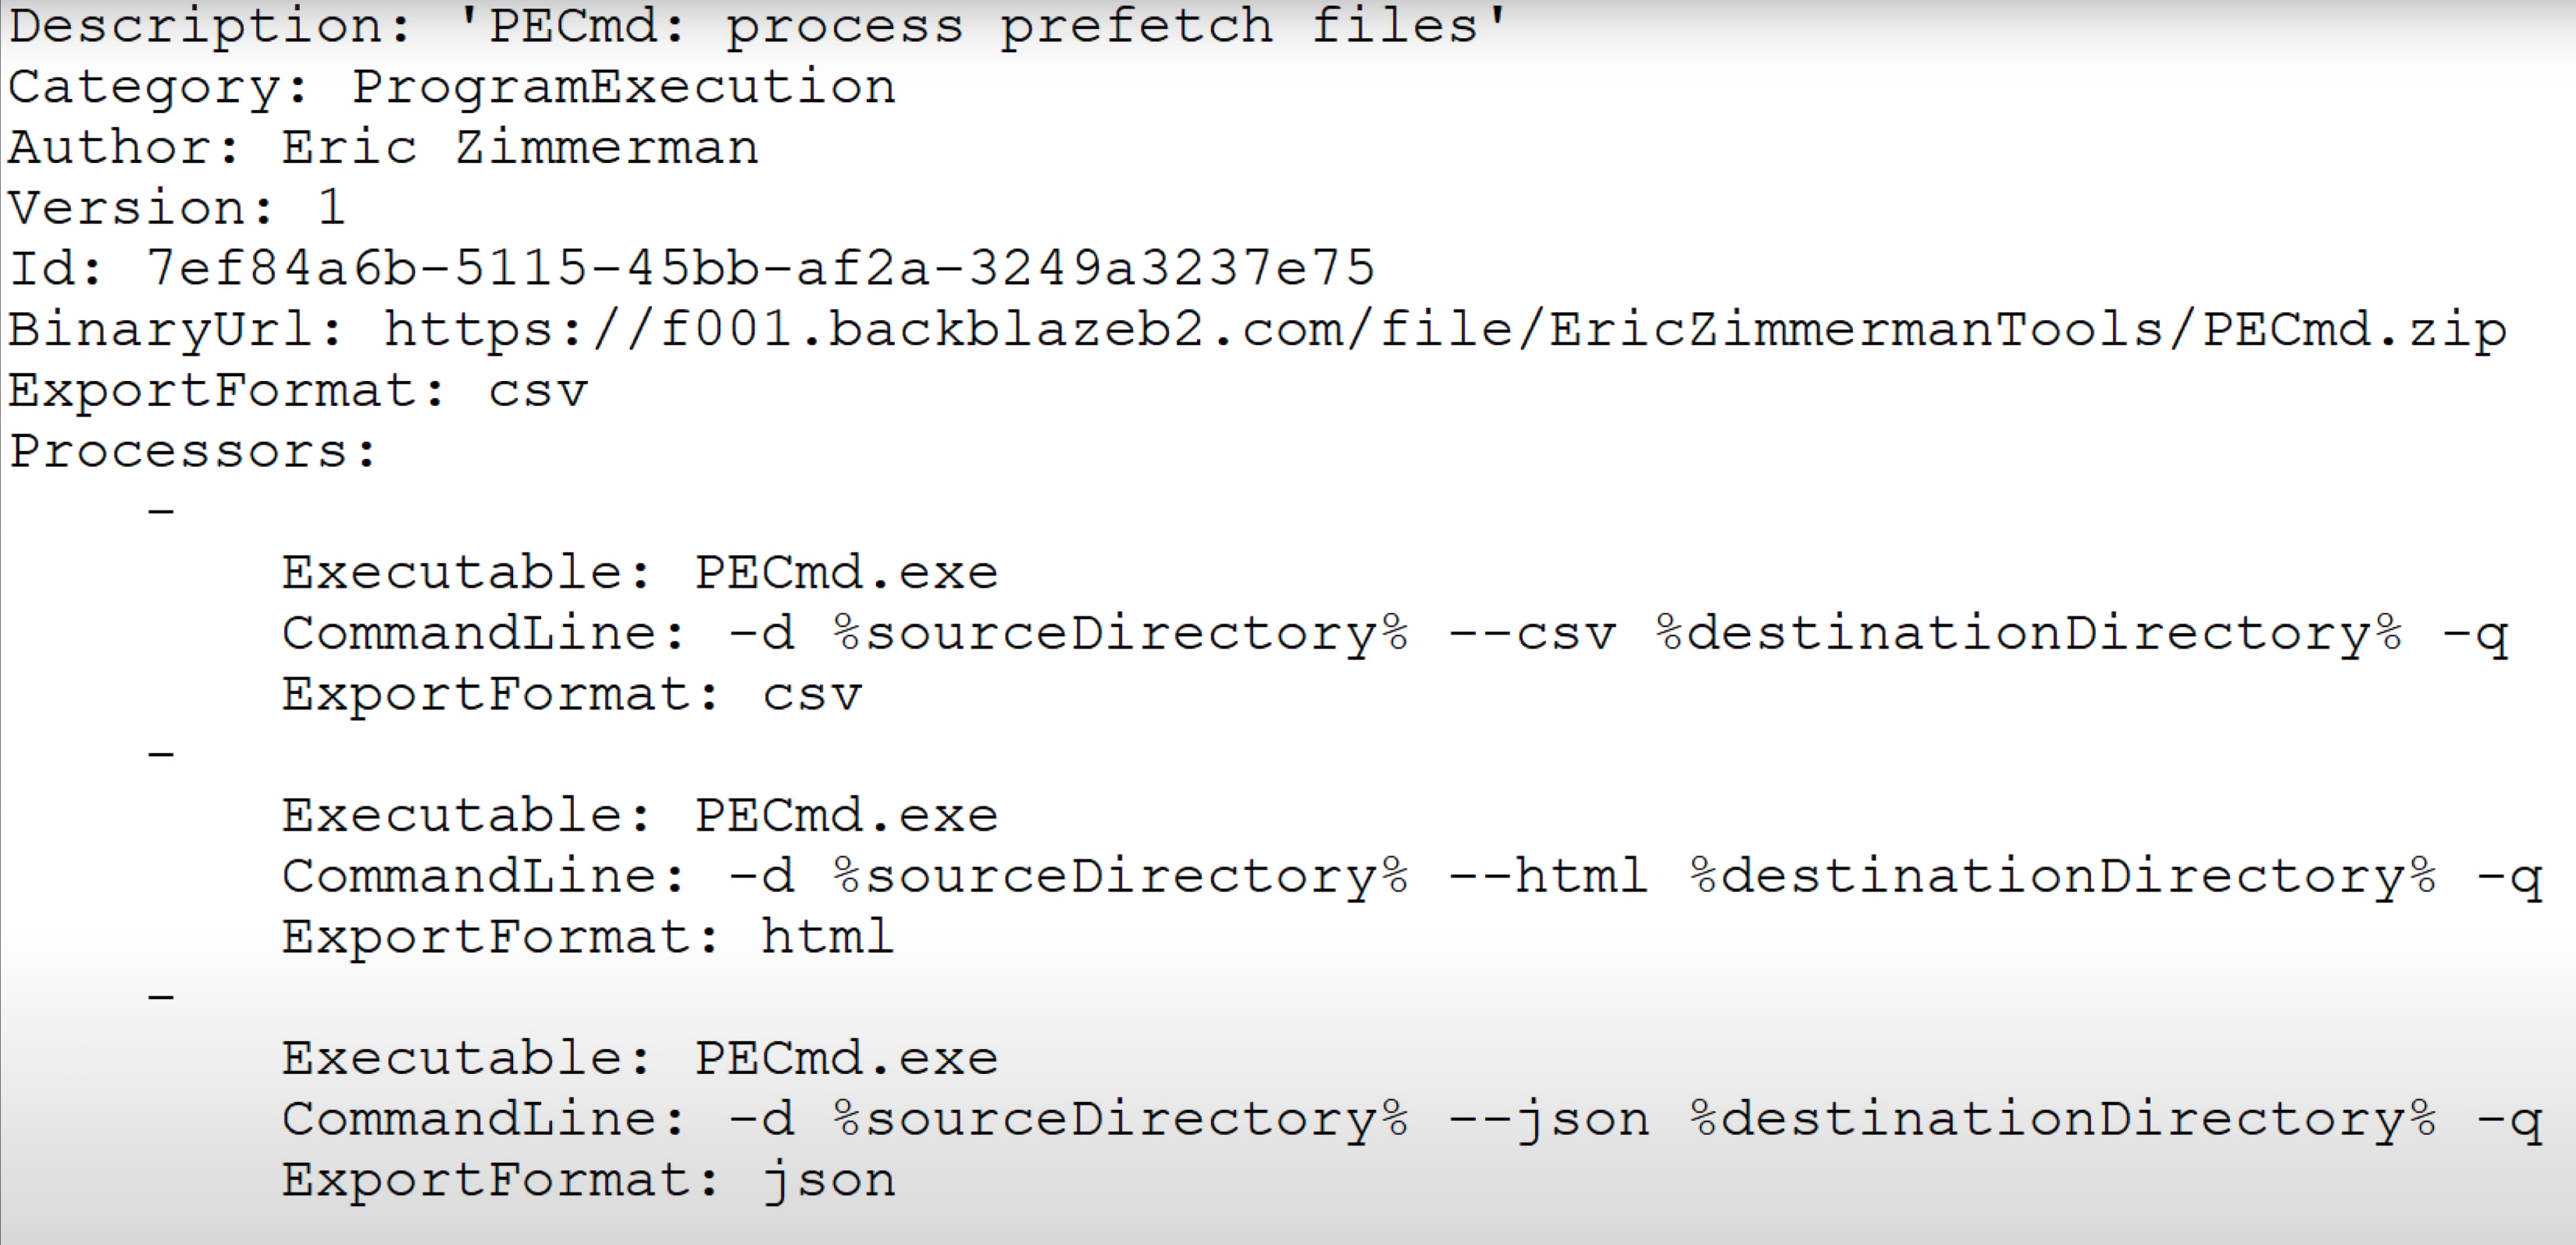 Description: 'PECmd: process prefetch files'
Category: ProgramExecution
Author: Eric Zimmerman
Version: 1
Id: 7ef84a6b-5115-45bb-af2a-3249a3237e75
BinaryUrl: https://f001.backblazeb2.com/file/EricZimmermanTools/PECmd.zip
ExportFormat: csv
Processors:
    -
        Executable: PECmd.exe
        CommandLine: -d %sourceDirectory% --csv %destinationDirectory% -q
        ExportFormat: csv
    -
        Executable: PECmd.exe
        CommandLine: -d %sourceDirectory% --html %destinationDirectory% -q
        ExportFormat: html
    -
        Executable: PECmd.exe
        CommandLine: -d %sourceDirectory% --json %destinationDirectory% -q
        ExportFormat: json